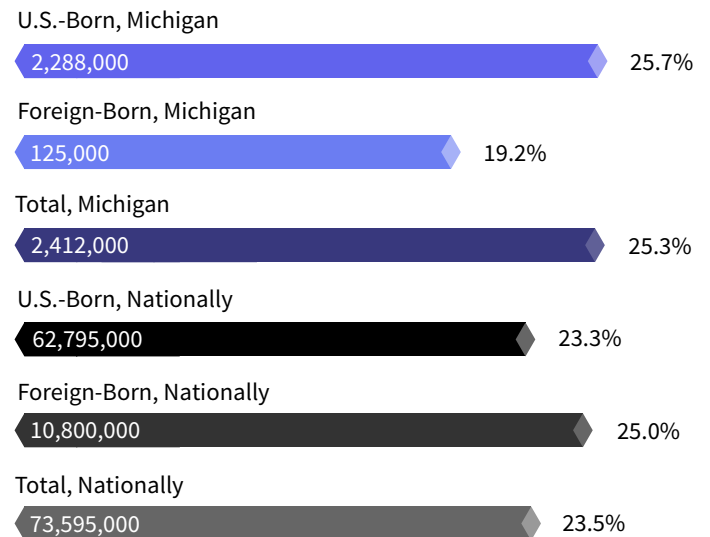 U.S.-Born, Michigan
2,288,000 25.7%
Foreign-Born, Michigan
125,000 19.2%
Total, Michigan
2,412,000 25.3%
U.S.-Born, Nationally
62,795,000 23.3%
Foreign-Born, Nationally
10,800,000 25.0%
Total, Nationally
73,595,000 23.5%